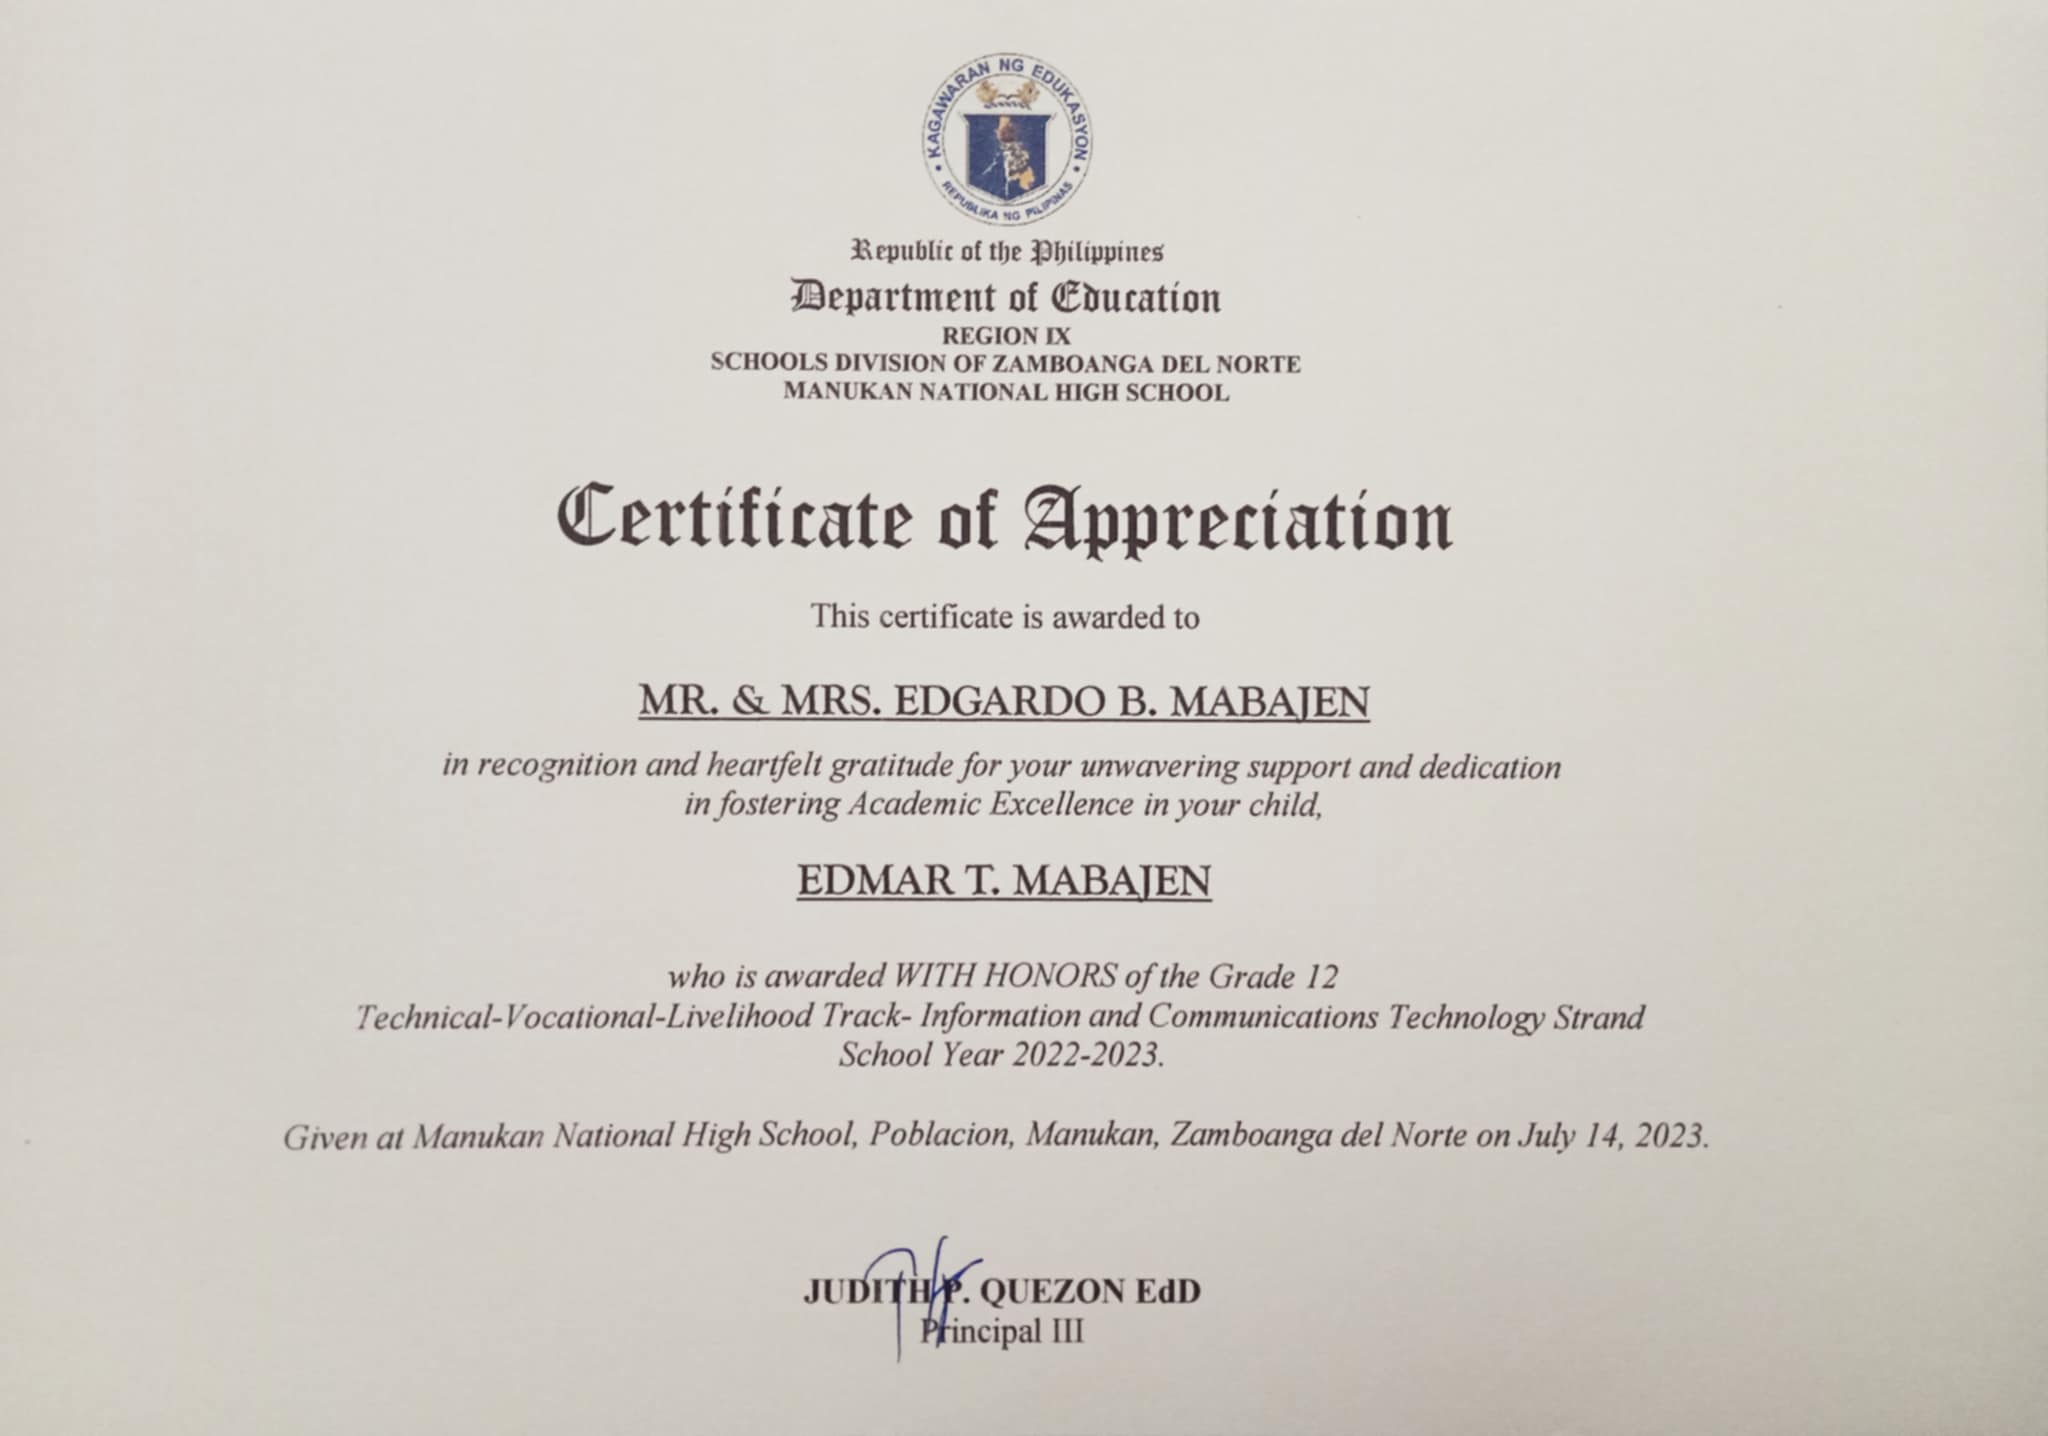 KAGAWARAN NG EDUKASYON
REPUBLIKA NG PILIPINAS
Republic of the Philippines
Department of Education
REGION IX
SCHOOLS DIVISION OF ZAMBOANGA DEL NORTE
MANUKAN NATIONAL HIGH SCHOOL
Certificate of Appreciation
This certificate is awarded to
MR. & MRS. EDGARDO B. MABAJEN
in recognition and heartfelt gratitude for your unwavering support and dedication
in fostering Academic Excellence in your child,
EDMAR T. MABAJEN
who is awarded WITH HONORS of the Grade 12
Technical-Vocational-Livelihood Track- Information and Communications Technology Strand
School Year 2022-2023.
Given at Manukan National High School, Poblacion, Manukan, Zamboanga del Norte on July 14, 2023.
JUDITH P. QUEZON EdD
Principal III